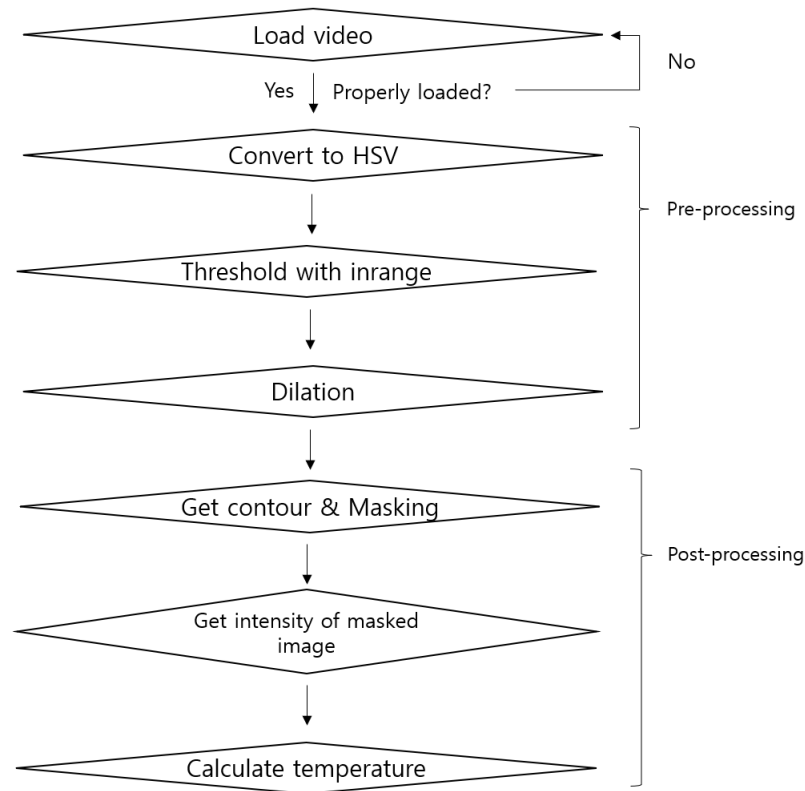 Load video
No
Yes
Properly loaded?
Convert to HSV
Pre-processing
Threshold with inrange
Dilation
Get contour & Masking
Post-processing
Get intensity of masked
image
Calculate temperature